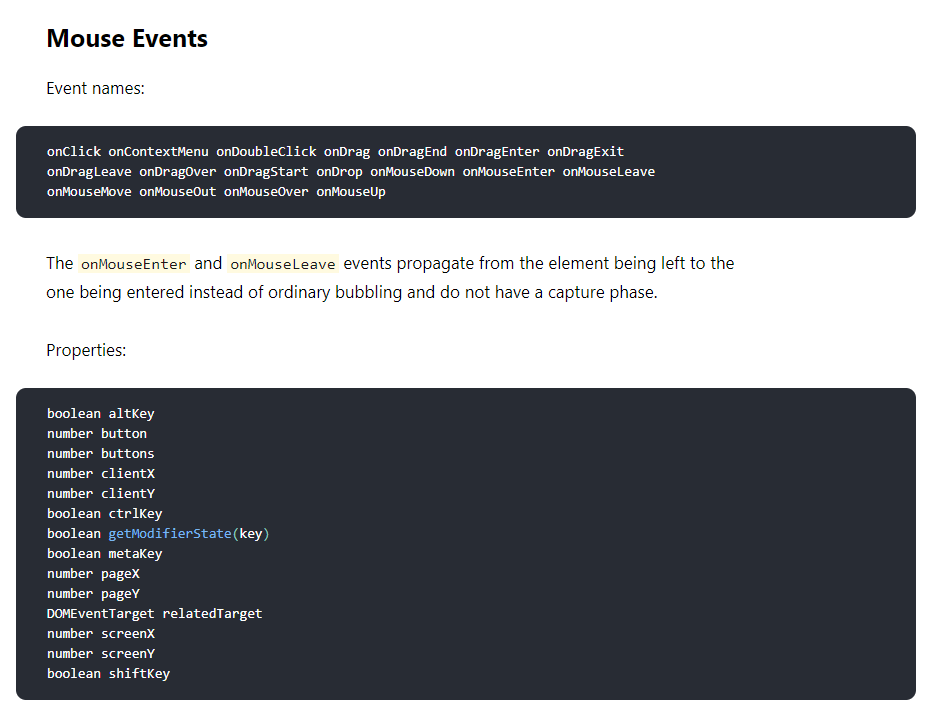 Mouse Events
Event names:
onClick onContextMenu onDoubleClick onDrag onDragEnd onDragEnter onDragExit
onDragLeave onDragOver onDragStart onDrop onMouseDown onMouseEnter onMouseLeave
onMouseMove onMouseOut onMouseOver onMouseUp
The onMouseEnter and onMouseLeave events propagate from the element being left to the
one being entered instead of ordinary bubbling and do not have a capture phase.
Properties:
boolean altKey
number button
number buttons
number clientX
number clientY
boolean ctrlKey
boolean getModifierState(key)
boolean metaKey
number pageX
number pageY
DOMEventTarget relatedTarget
number screenX
number screenY
boolean shiftKey